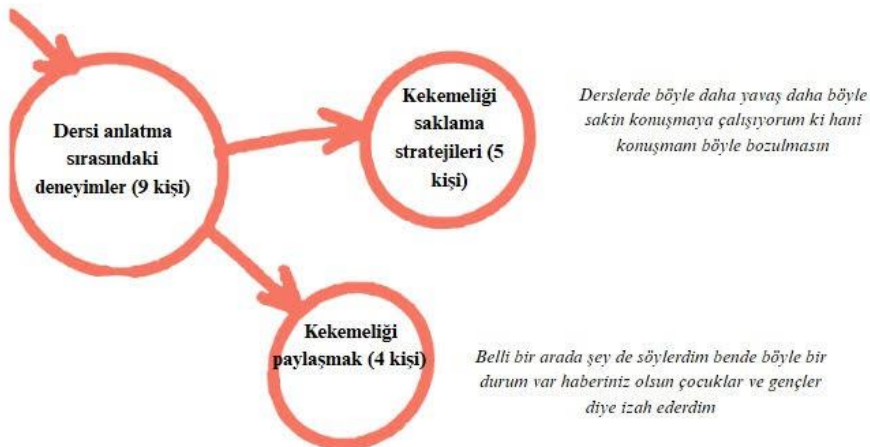 Dersi anlatma
sırasındaki
deneyimler (9 kişi)
Kekemeliği
saklama
stratejileri (5
kişi)
Derslerde böyle daha yavaş daha böyle
sakin konuşmaya çalışıyorum ki hani
konuşmam böyle bozulmasın
Kekemeliği
paylaşmak (4 kişi)
Belli bir arada şey de söylerdim bende böyle bir
durum var haberiniz olsun çocuklar ve gençler
diye izah ederdim